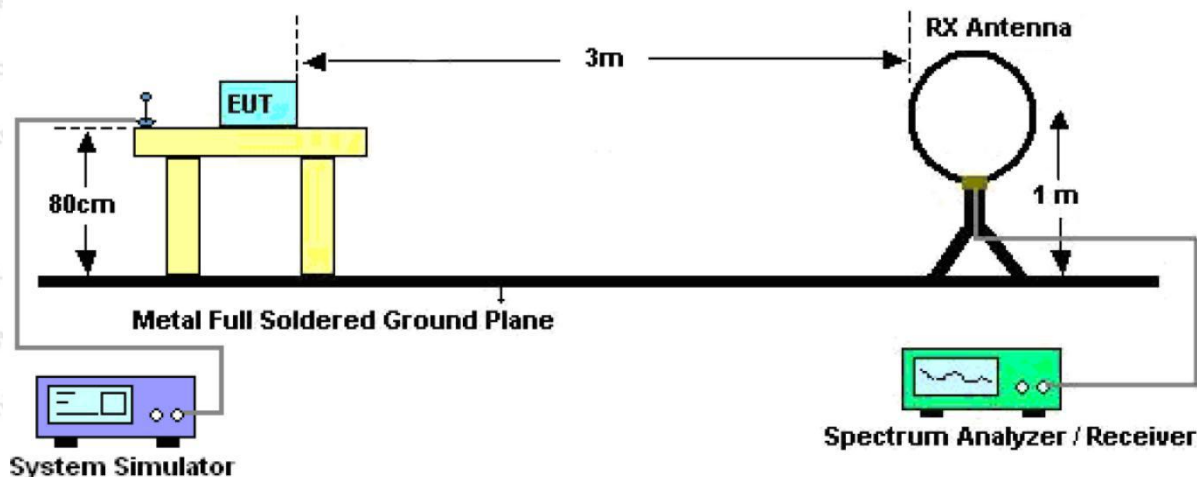 RX Antenna
3m
EUT
80cm
1 m
Metal Full Soldered Ground Plane
Spectrum Analyzer / Receiver
System Simulator